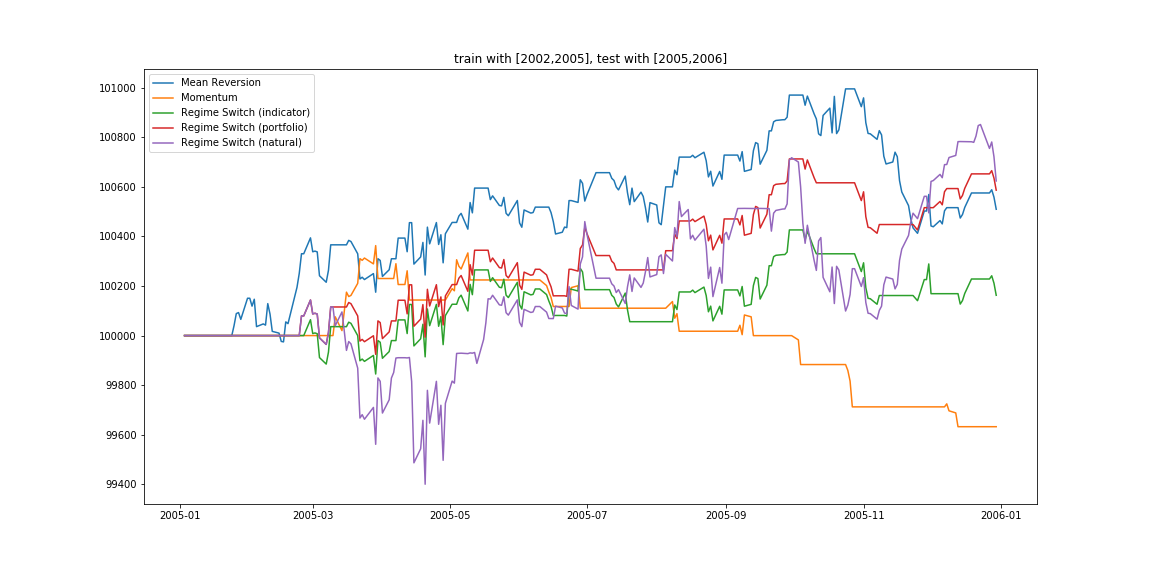 train with [2002,2005], test with [2005,2006]
Mean Reversion
Momentum
Regime Switch (indicator)
Regime Switch (portfolio)
Regime Switch (natural)
101000
100800
100600
100400
100200
100000
99800
99600
99400
2005-01 2005-03 2005-05 2005-07 2005-09 2005-11 2006-01